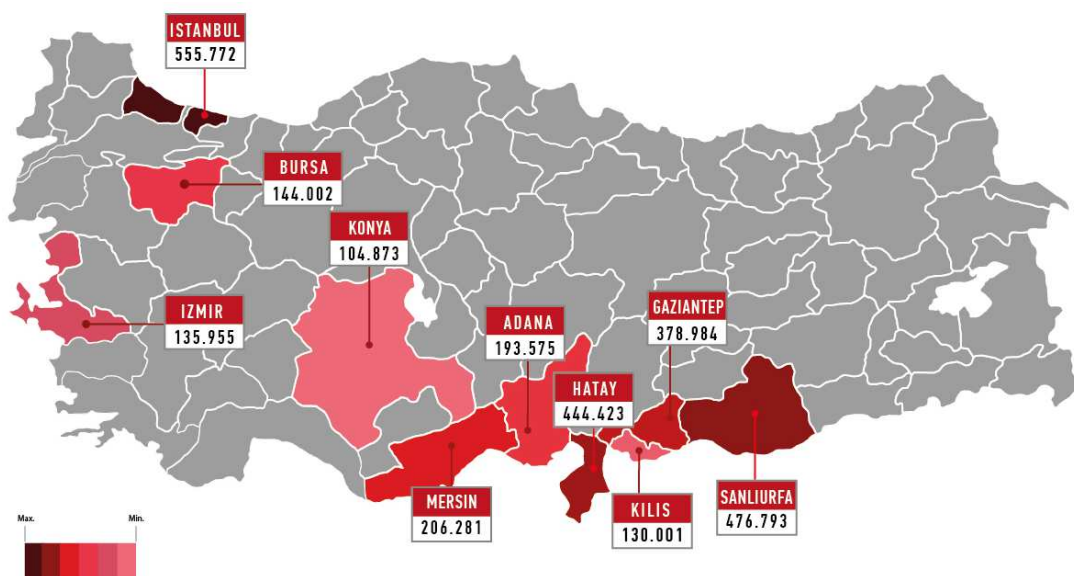 ISTANBUL
555.772
BURSA
144.002
KONYA
104.873
IZMIR
135.955
ADANA
193.575
GAZIANTEP
378.984
HATAY
444.423
MERSIN
206.281
KILIS
130.001
SANLIURFA
476.793
Max.
Min.